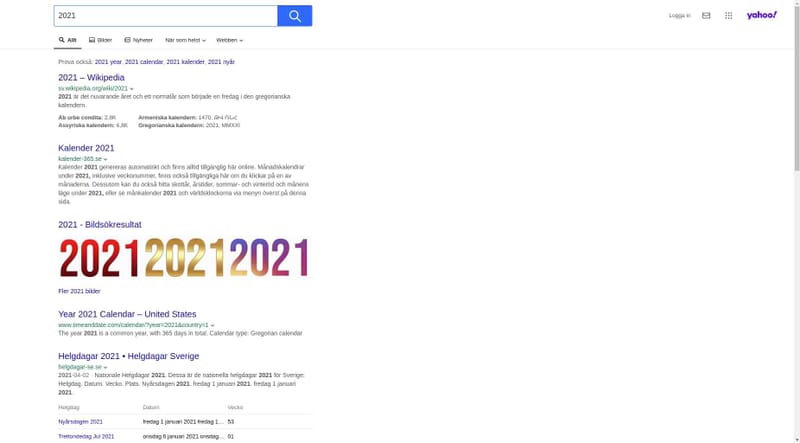 2021
Logga in
yahoo!
Allt
Bilder
Nyheter
När som helst
Webben
Prova också: 2021 year, 2021 calendar, 2021 kalender, 2021 nyår
2021 – Wikipedia
sv.wikipedia.org/wiki/2021
2021 är det nuvarande året och ett normalår som började en fredag i den gregorianska
kalendern.
Ab urbe condita: 2,8K
Armeniska kalendern: 1470,
Assyriska kalendern: 6,8K
Gregorianska kalendern: 2021, MMXXI
Kalender 2021
kalender-365.se
Kalender 2021 genereras automatiskt och finns alltid tillgänglig här online. Månadskalendrar
under 2021, inklusive veckonummer, finns också tillgängliga här om du klickar på en av
månaderna. Dessutom kan du också hitta skottår, årstider, sommar- och vintertid och månens
läge under 2021, eller se månkalender 2021 och världsklockorna via menyn överst på denna
sida.
2021 - Bildsökresultat
2021 2021 2021
Fler 2021 bilder
Year 2021 Calendar – United States
www.timeanddate.com/calendar/?year=2021&country=1
The year 2021 is a common year, with 365 days in total. Calendar type: Gregorian calendar
Helgdagar 2021 • Helgdagar Sverige
helgdagar-se.se
2021-04-02 · Nationale Helgdagar 2021. Dessa är de nationella helgdagar 2021 för Sverige:
Helgdag. Datum. Vecko. Plats. Nyårsdagen 2021. fredag 1 januari 2021. fredag 1 januari
2021.
Helgdag Datum Vecko
Nyårsdagen 2021 fredag 1 januari 2021 fredag 1… 53
Trettondedag Jul 2021 onsdag 6 januari 2021 onsdag… 01